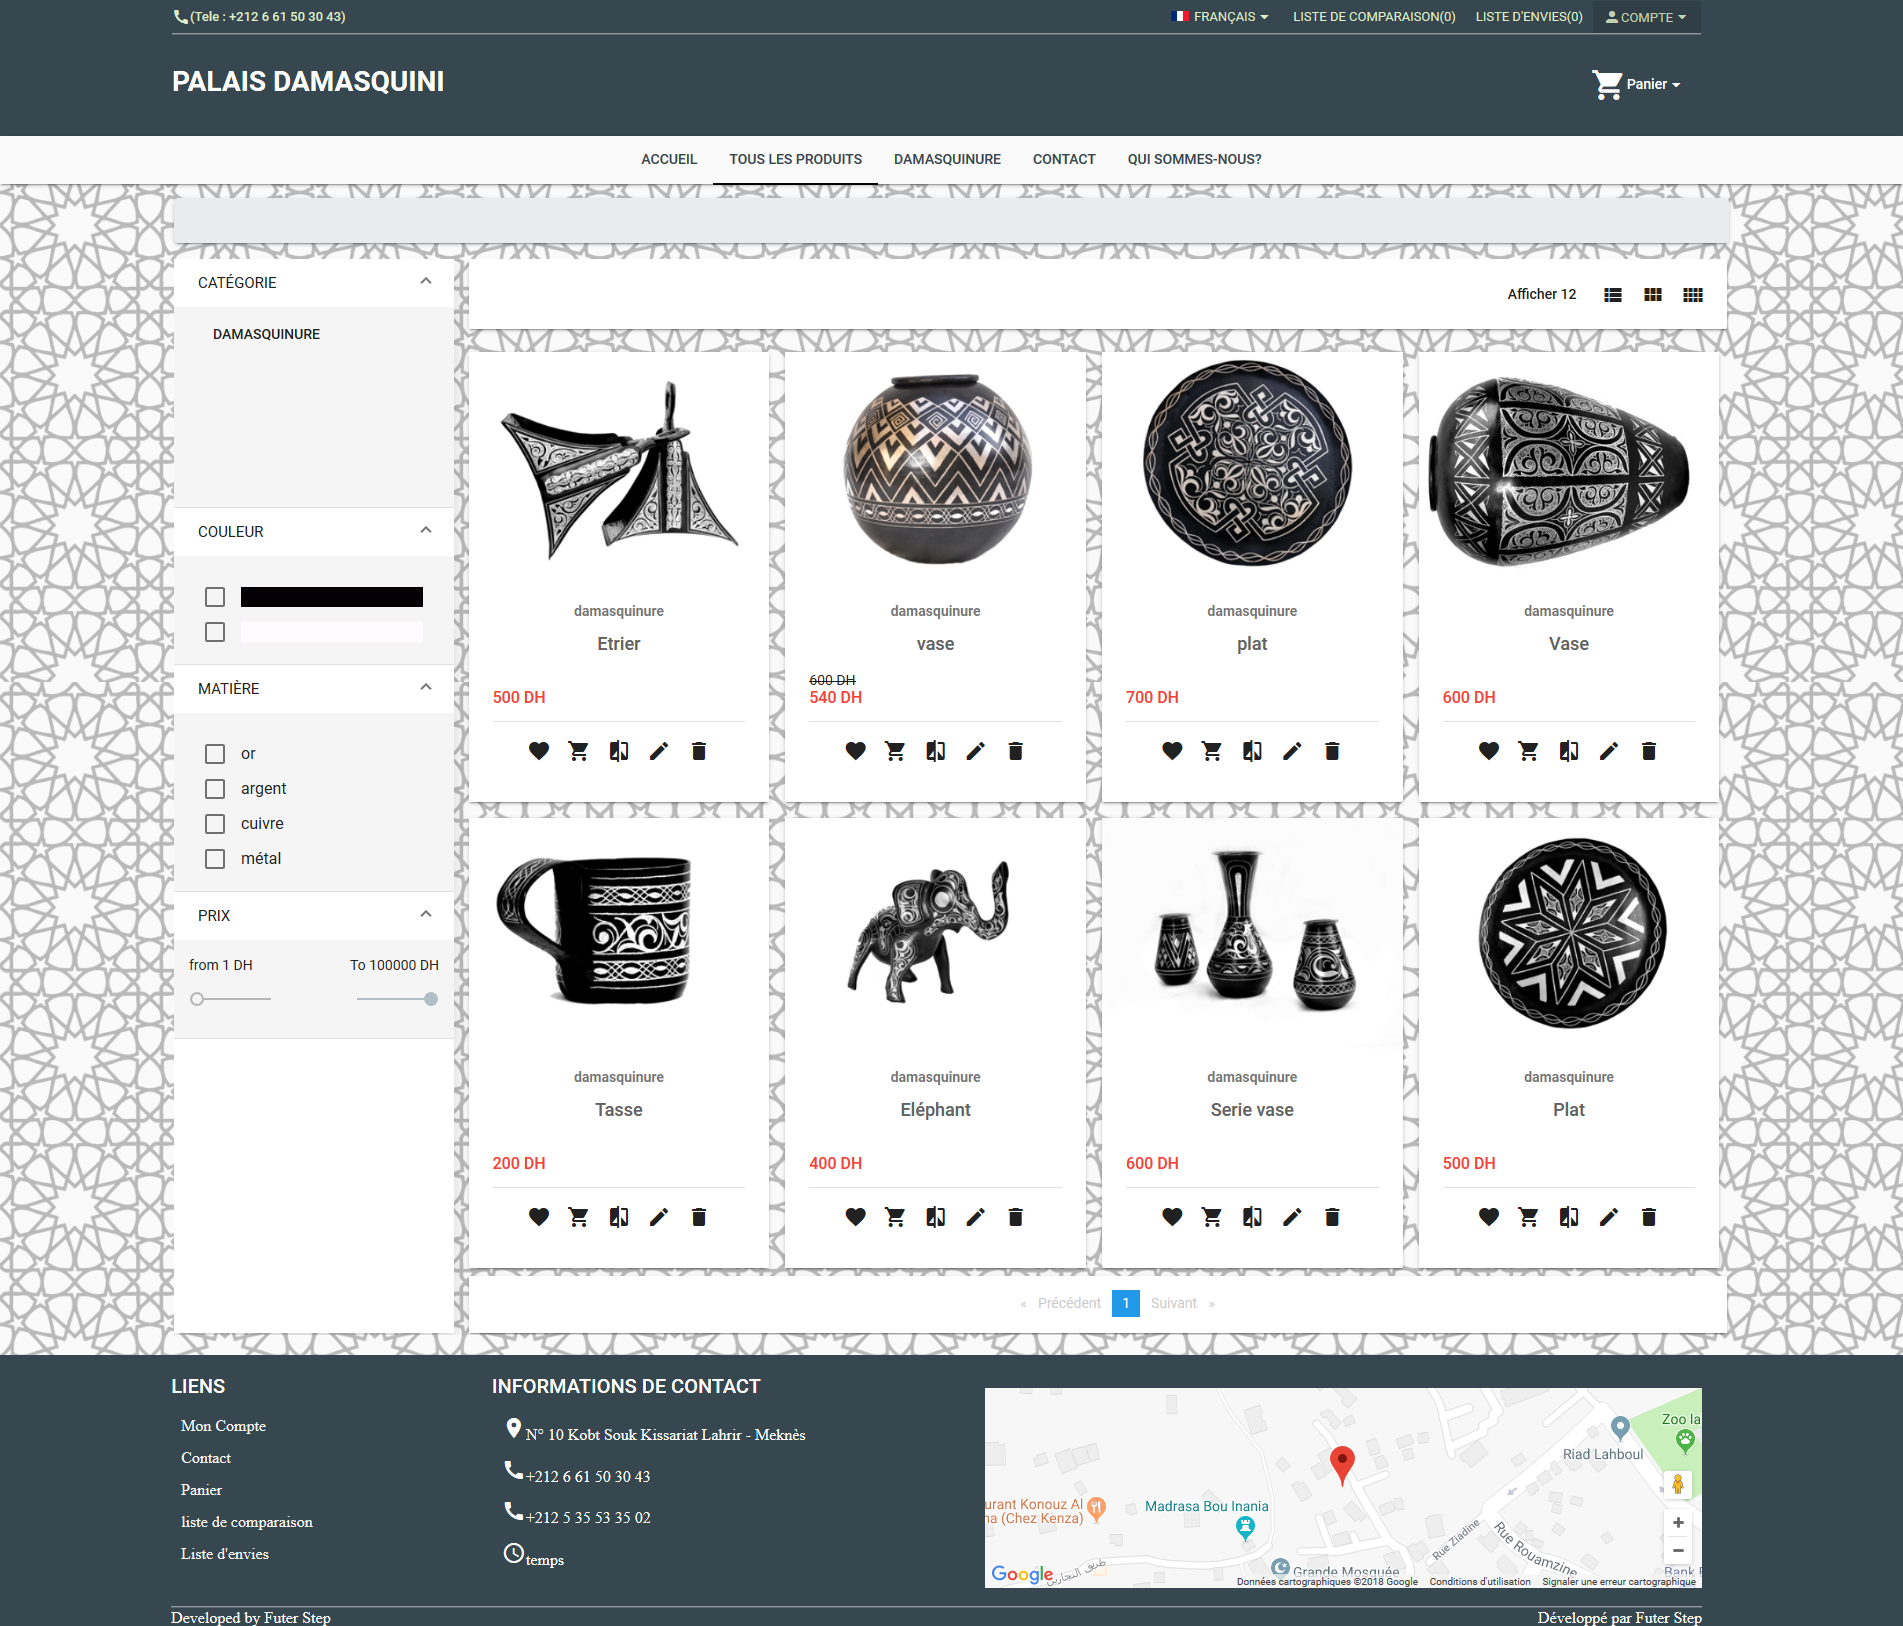 (Tele : +212 6 61 50 30 43)
FRANÇAIS
LISTE DE COMPARAISON(0)
LISTE D'ENVIES(0)
COMPTE
PALAIS DAMASQUINI
Panier
ACCUEIL
TOUS LES PRODUITS
DAMASQUINURE
CONTACT
QUI SOMMES-NOUS?
CATÉGORIE
DAMASQUINURE
COULEUR
MATIÈRE
or
argent
cuivre
métal
PRIX
from 1 DH
To 100000 DH
Afficher 12
damasquinure
Etrier
500 DH
damasquinure
vase
600 DH
540 DH
damasquinure
plat
700 DH
damasquinure
Vase
600 DH
damasquinure
Tasse
200 DH
damasquinure
Eléphant
400 DH
damasquinure
Serie vase
600 DH
damasquinure
Plat
500 DH
« Précédent 1 Suivant »
LIENS
Mon Compte
Contact
Panier
liste de comparaison
Liste d'envies
INFORMATIONS DE CONTACT
N° 10 Kobt Souk Kissariat Lahrir - Meknès
+212 6 61 50 30 43
+212 5 35 53 35 02
temps
Zoo la
Riad Lahboul
urant Konouz Al
na (Chez Kenza)
Madrasa Bou Inania
Rue Ziadine
Rue Rouamzine
Grande Mosquée
Bank
طريق النجارين
Google
Données cartographiques ©2018 Google
Conditions d'utilisation
Signaler une erreur cartographique
Developed by Futer Step
Développé par Futer Step